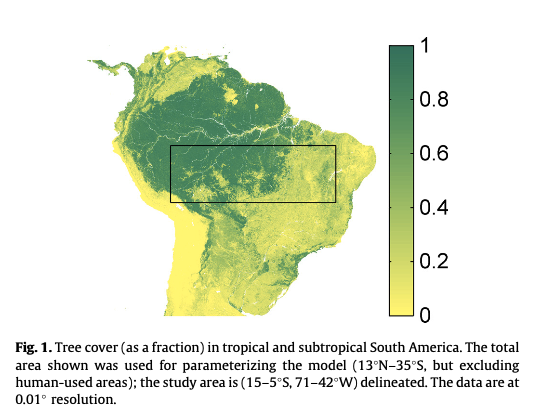 1
0.8
0.6
0.4
0.2
0
Fig. 1. Tree cover (as a fraction) in tropical and subtropical South America. The total
area shown was used for parameterizing the model (13°N–35°S, but excluding
human-used areas); the study area is (15–5°S, 71–42°W) delineated. The data are at
0.01° resolution.